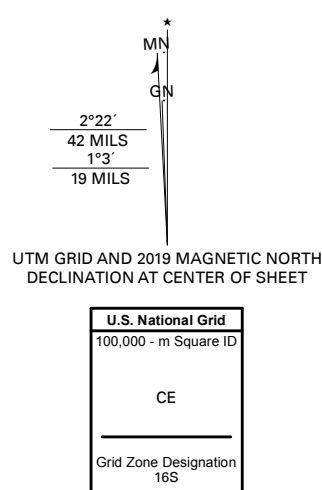 ★
MN
GN
2°22´
42 MILS
1°3´
19 MILS
UTM GRID AND 2019 MAGNETIC NORTH
DECLINATION AT CENTER OF SHEET
U.S. National Grid
100,000 - m Square ID
CE
Grid Zone Designation
16S